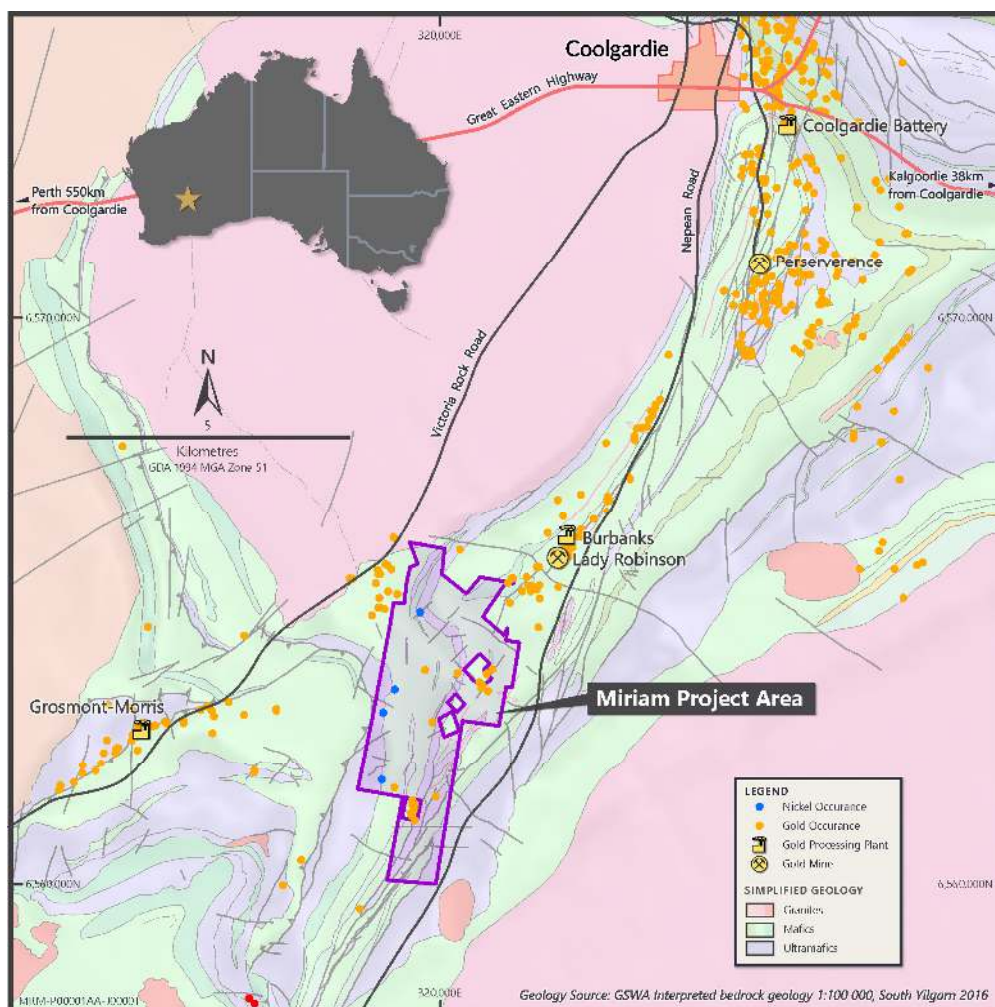 320,000E
Coolgardie
Great Eastern Highway
Coolgardie Battery
Perth 550km
from Coolgardie
Kalgoorlie 38km
from Coolgardie
Nepean Road
Perserverence
6,570,000N
6,570,000N
N
Victoria Rock Road
5
Kilometres
GDA 1994 MGA Zone 51
Burbanks
Lady Robinson
Miriam Project Area
Grosmont-Morris
LEGEND
Nickel Occurance
Gold Occurance
Gold Processing Plant
Gold Mine
SIMPLIFIED GEOLOGY
Granites
Mafics
Ultramafics
6,560,000N
6,560,000N
320,000E
Geology Source: GSWA Interpreted bedrock geology 1:100 000, South Yilgarn 2016